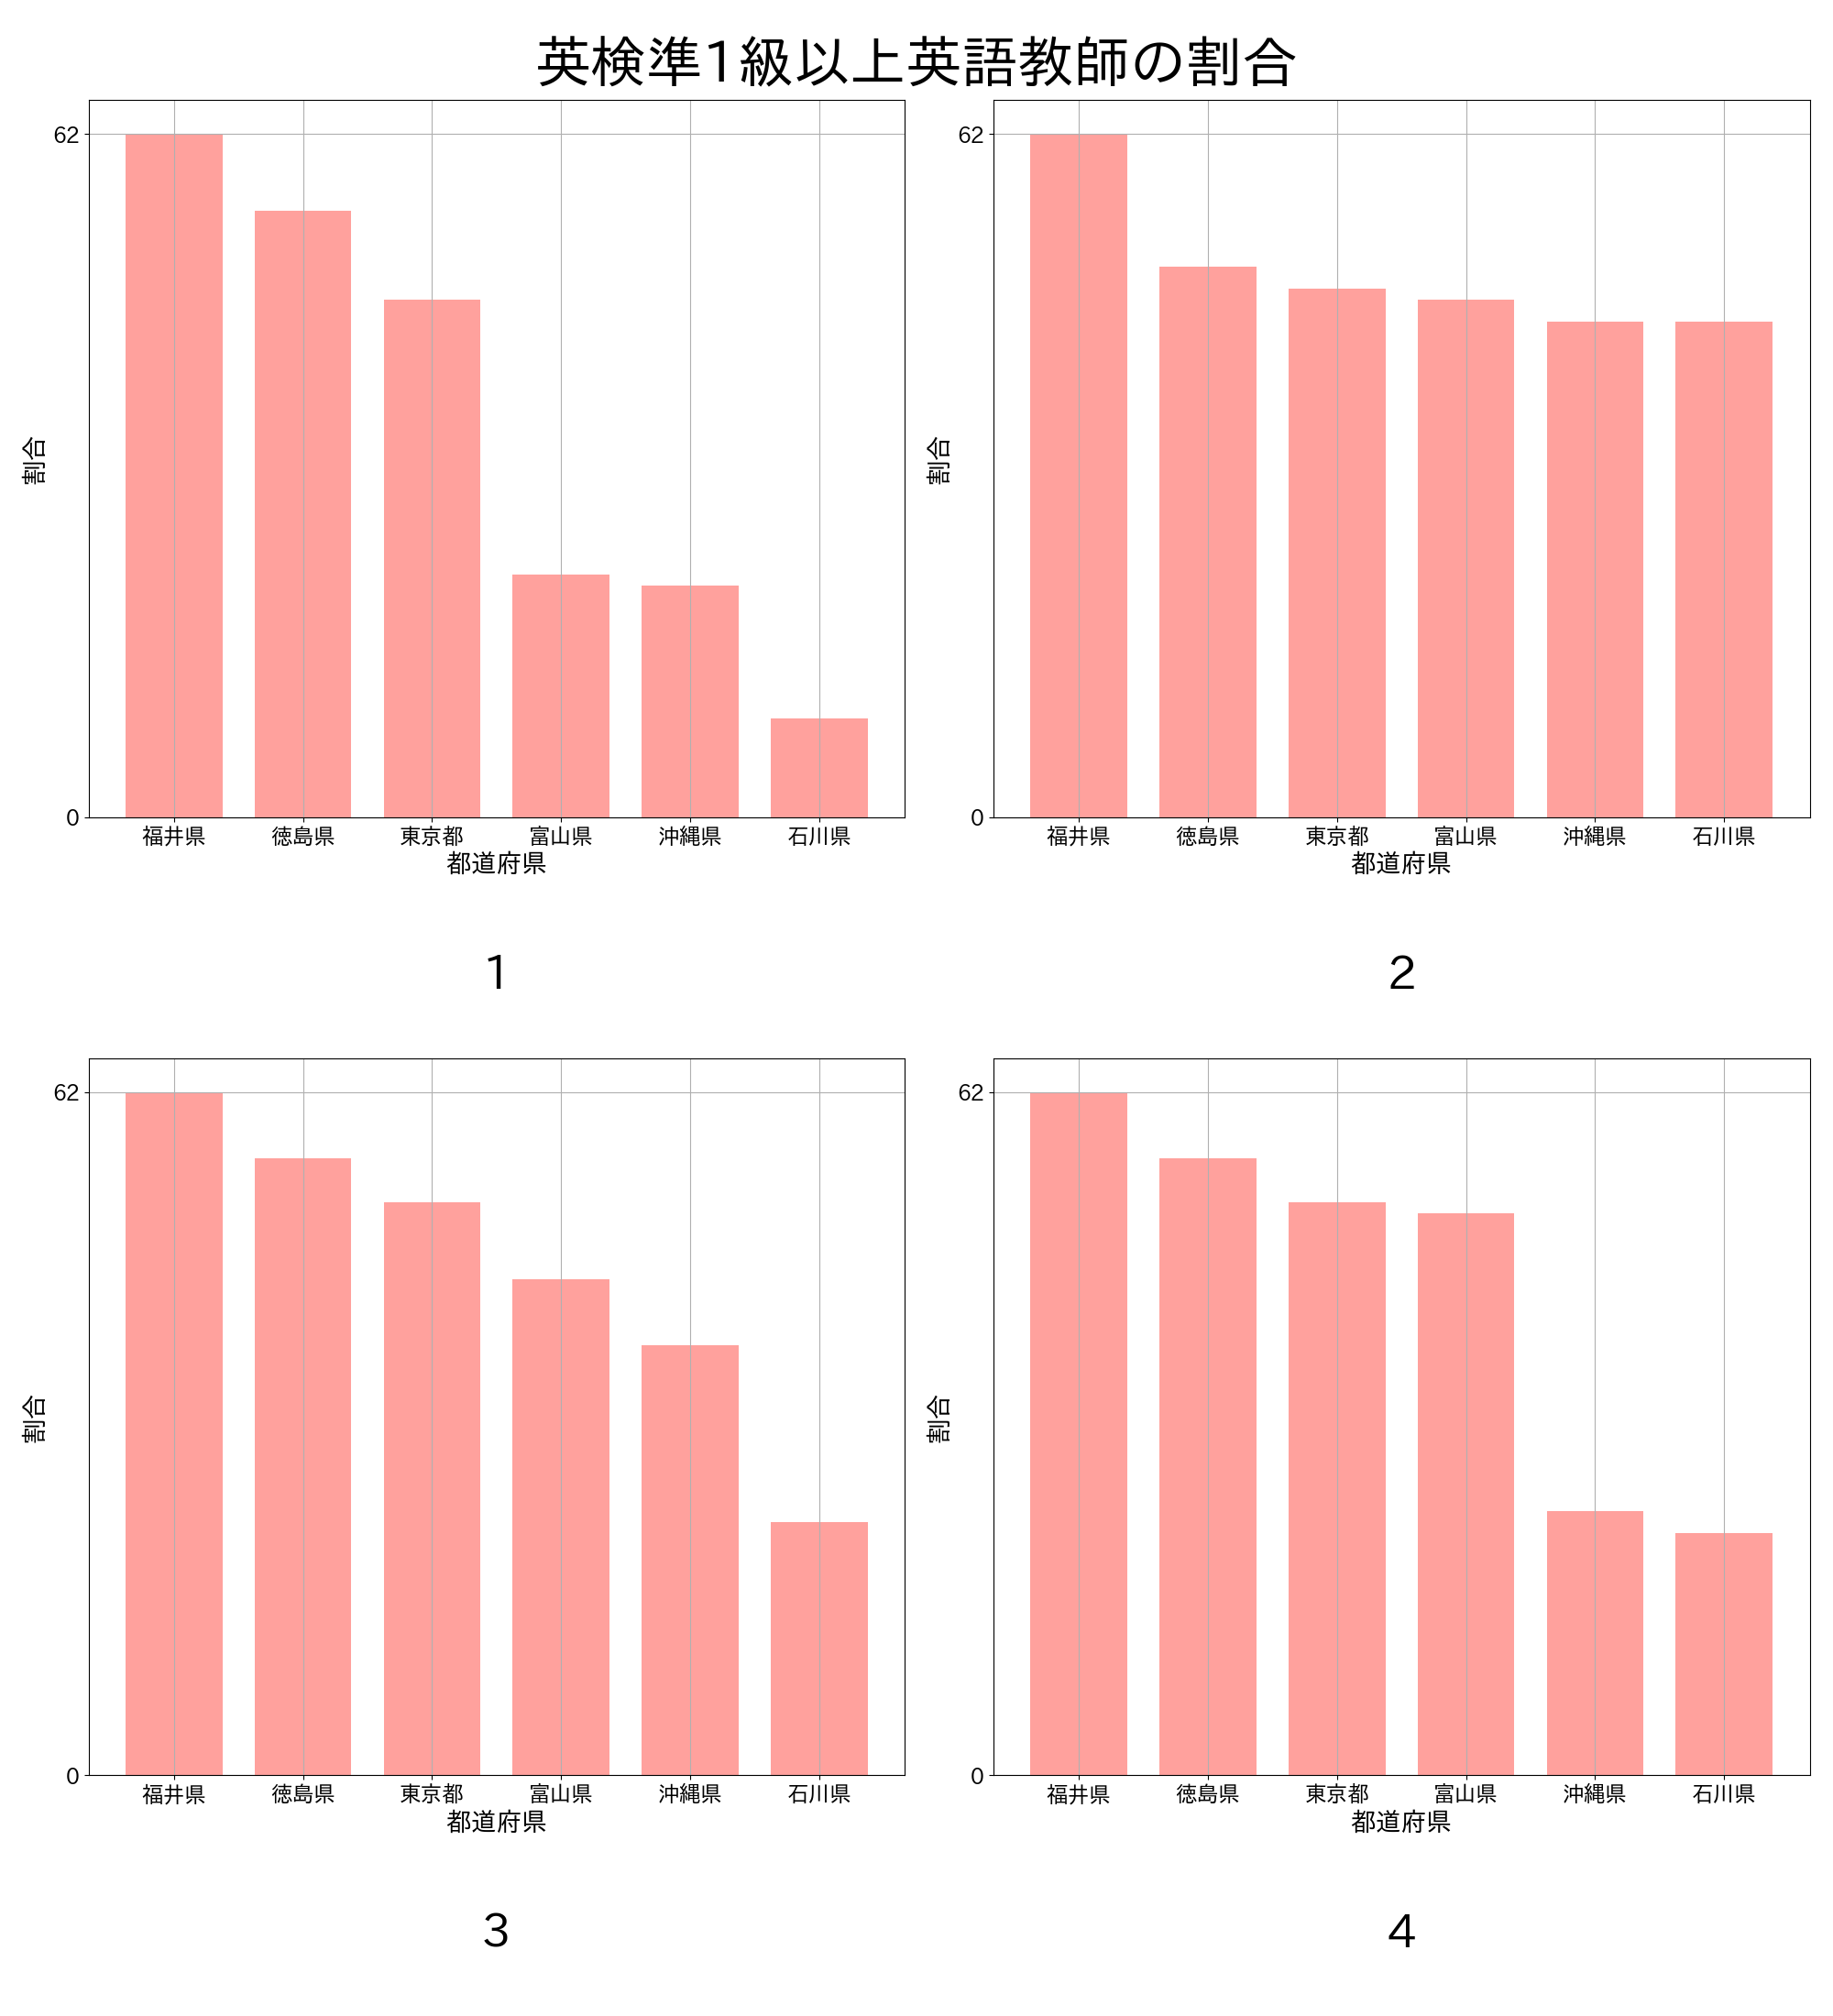 英検準1級以上英語教師の割合
62
割合
0
福井県 徳島県 東京都 富山県 沖縄県 石川県
都道府県
1
62
割合
0
福井県 徳島県 東京都 富山県 沖縄県 石川県
都道府県
2
62
割合
0
福井県 徳島県 東京都 富山県 沖縄県 石川県
都道府県
3
62
割合
0
福井県 徳島県 東京都 富山県 沖縄県 石川県
都道府県
4